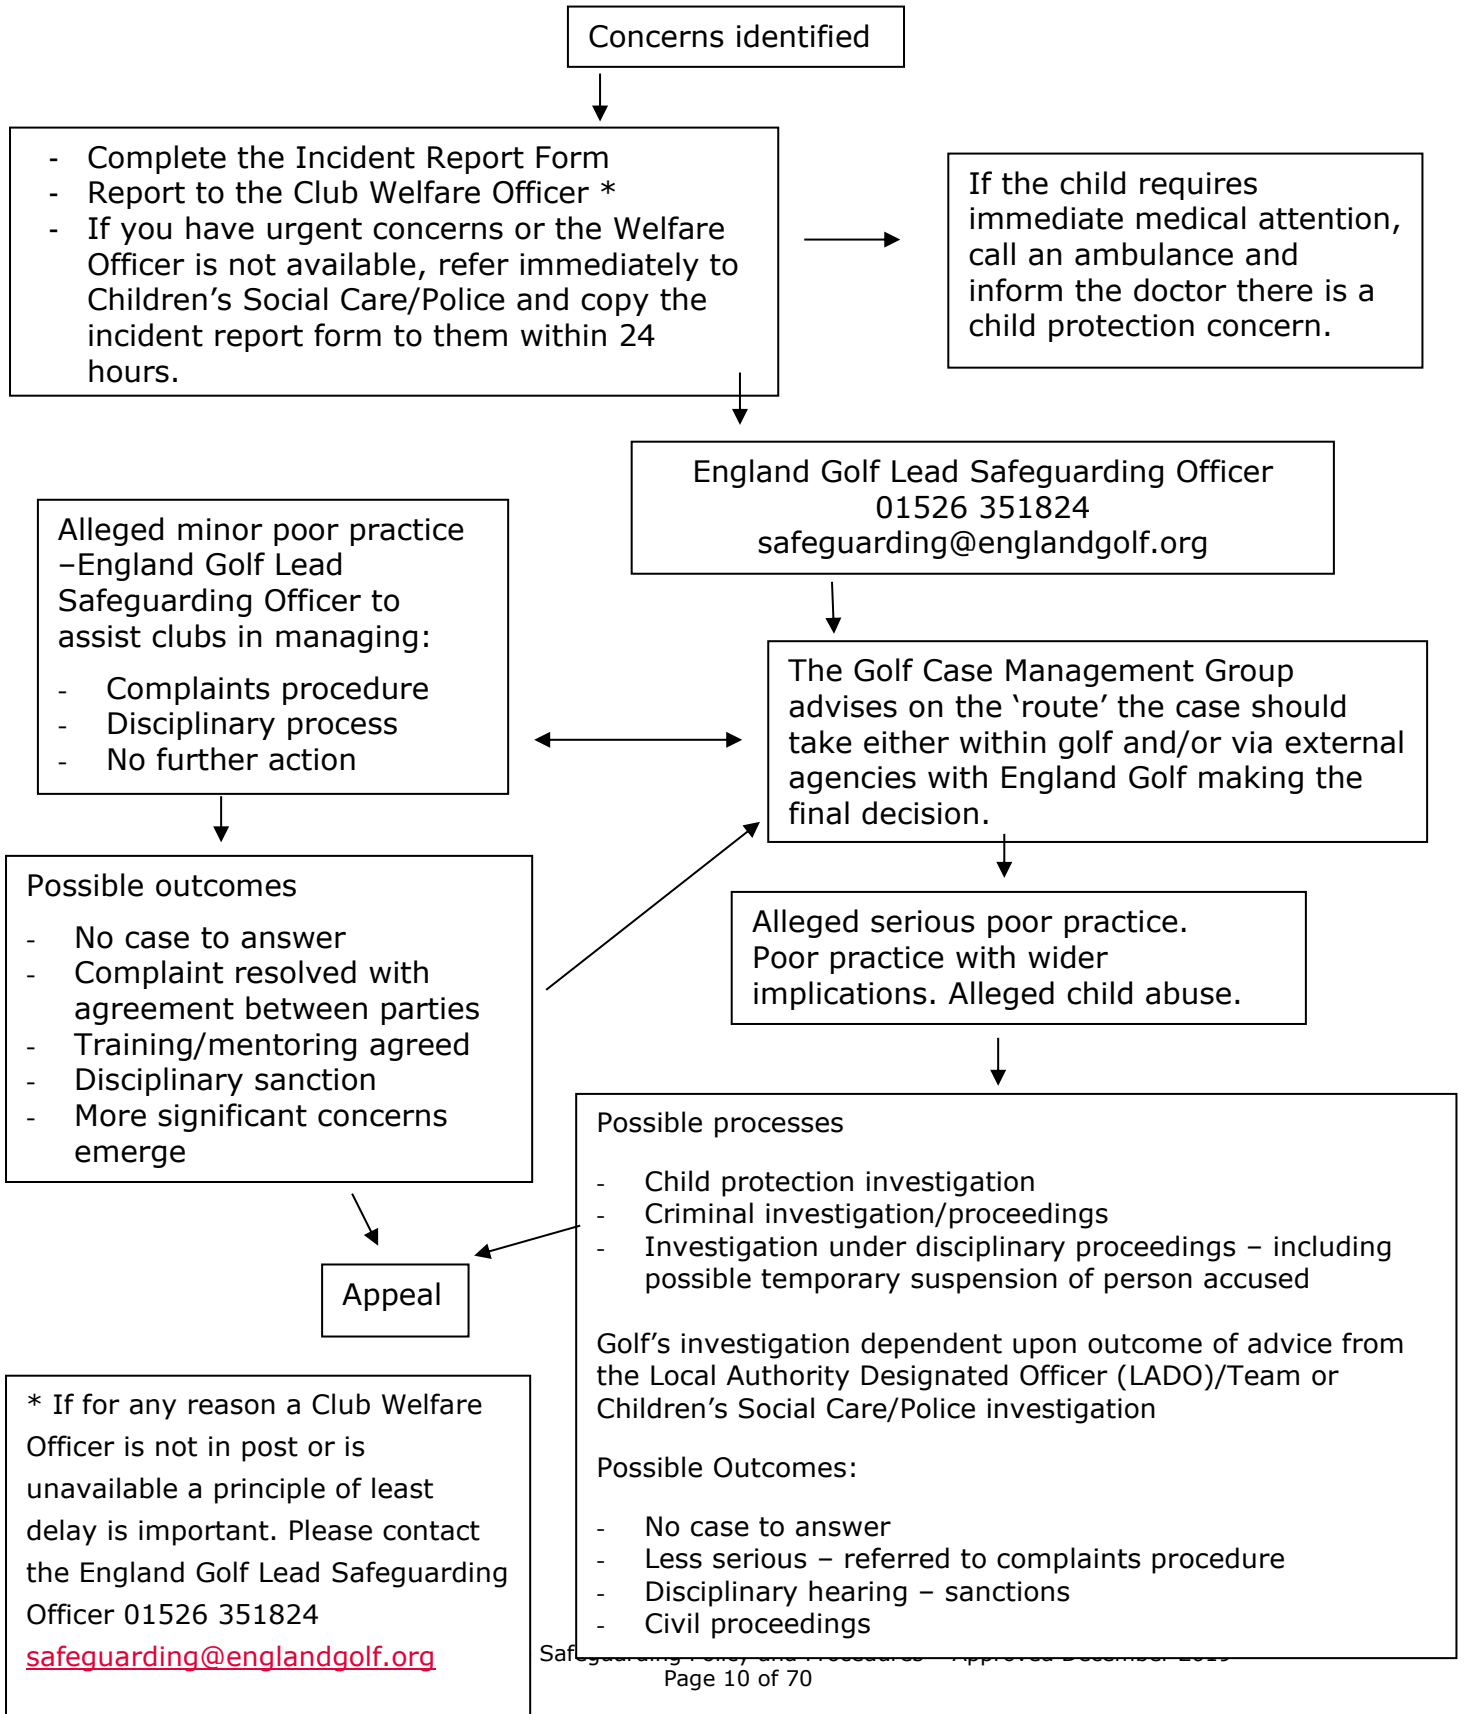 Concerns identified
- Complete the Incident Report Form
- Report to the Club Welfare Officer *
- If you have urgent concerns or the Welfare
Officer is not available, refer immediately to
Children’s Social Care/Police and copy the
incident report form to them within 24
hours.
If the child requires
immediate medical attention,
call an ambulance and
inform the doctor there is a
child protection concern.
England Golf Lead Safeguarding Officer
01526 351824
safeguarding@englandgolf.org
Alleged minor poor practice
–England Golf Lead
Safeguarding Officer to
assist clubs in managing:
- Complaints procedure
- Disciplinary process
- No further action
The Golf Case Management Group
advises on the ‘route’ the case should
take either within golf and/or via external
agencies with England Golf making the
final decision.
Possible outcomes
- No case to answer
- Complaint resolved with
agreement between parties
- Training/mentoring agreed
- Disciplinary sanction
- More significant concerns
emerge
Alleged serious poor practice.
Poor practice with wider
implications. Alleged child abuse.
Possible processes
- Child protection investigation
- Criminal investigation/proceedings
- Investigation under disciplinary proceedings – including
possible temporary suspension of person accused
Golf’s investigation dependent upon outcome of advice from
the Local Authority Designated Officer (LADO)/Team or
Children’s Social Care/Police investigation
Possible Outcomes:
- No case to answer
- Less serious – referred to complaints procedure
- Disciplinary hearing – sanctions
- Civil proceedings
Appeal
* If for any reason a Club Welfare
Officer is not in post or is
unavailable a principle of least
delay is important. Please contact
the England Golf Lead Safeguarding
Officer 01526 351824
safeguarding@englandgolf.org
Safeguarding Policy and Procedures – Approved December 2019
Page 10 of 70